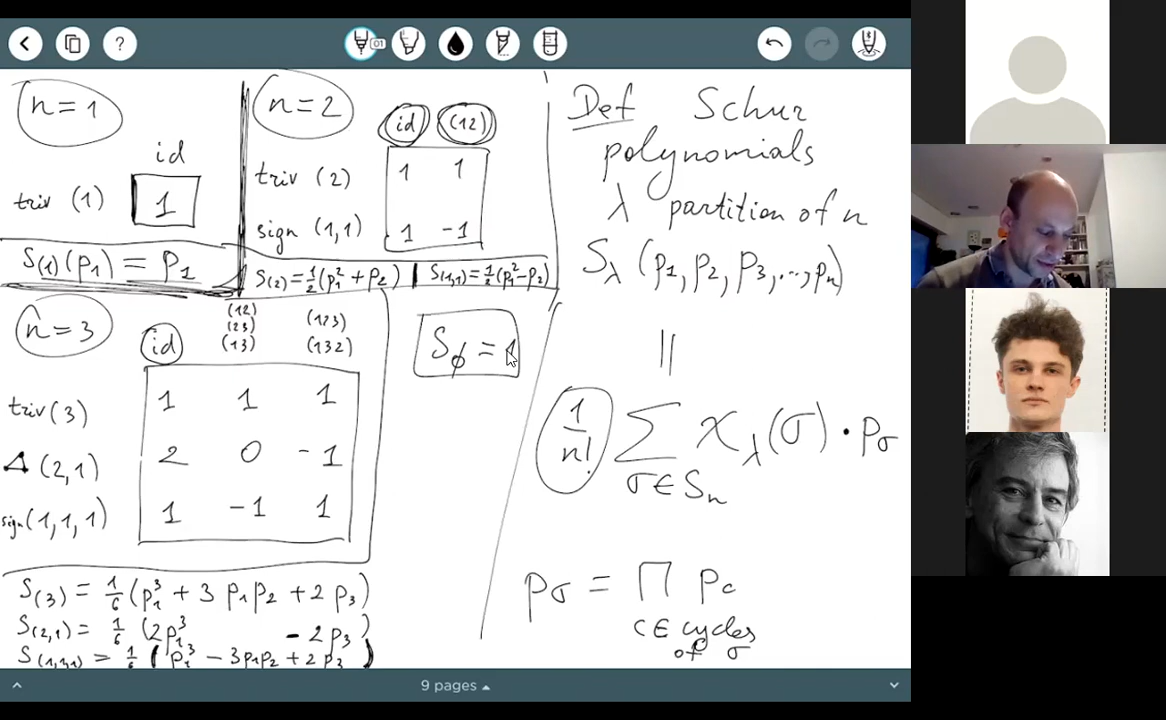 ?
01
n=1
id
triv (1)
1
S(1)(p1) = p1
n=2
id (12)
triv (2)
1 1
sign (1,1)
1 -1
S(2)=½(p1² + p2) | S(1,1)=½(p1²-p2)
n=3
id
(12)
(23)
(13)
(123)
(132)
triv(3)
1 1 1
Δ (2,1)
2 0 -1
sign(1,1,1)
1 -1 1
S(3) = 1/6 (p1³ + 3 p1p2 + 2 p3)
S(2,1) = 1/6 (2p1³ - 2 p3)
S(1,1,1) = 1/6 (p1³ - 3p1p2 + 2 p3)
S∅ = 1
Def Schur
polynomials
λ partition of n
Sλ (p1, p2, p3, ..., pn)
||
1/n! ∑ χλ(σ) · pσ
σ∈Sn
pσ = ∏ pc
c∈cycles
of σ
9 pages